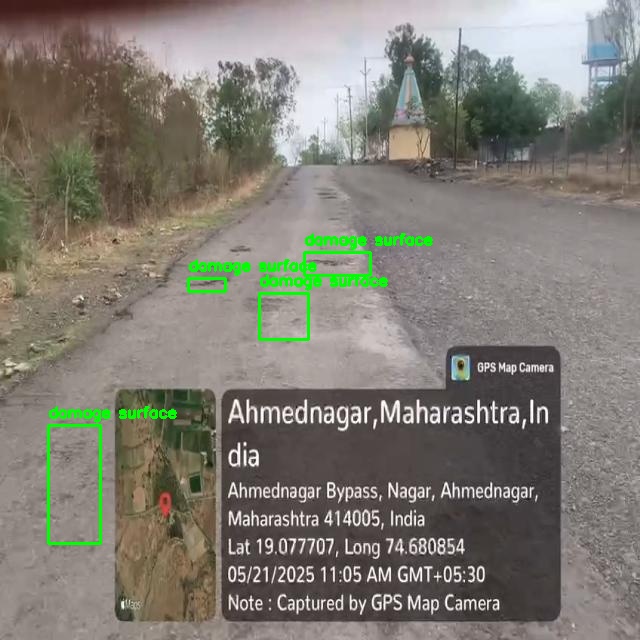 damage surface
damage surface
damage surface
damage surface
GPS Map Camera
Ahmednagar,Maharashtra,In
dia
Ahmednagar Bypass, Nagar, Ahmednagar,
Maharashtra 414005, India
Lat 19.077707, Long 74.680854
05/21/2025 11:05 AM GMT+05:30
Note : Captured by GPS Map Camera
Maps